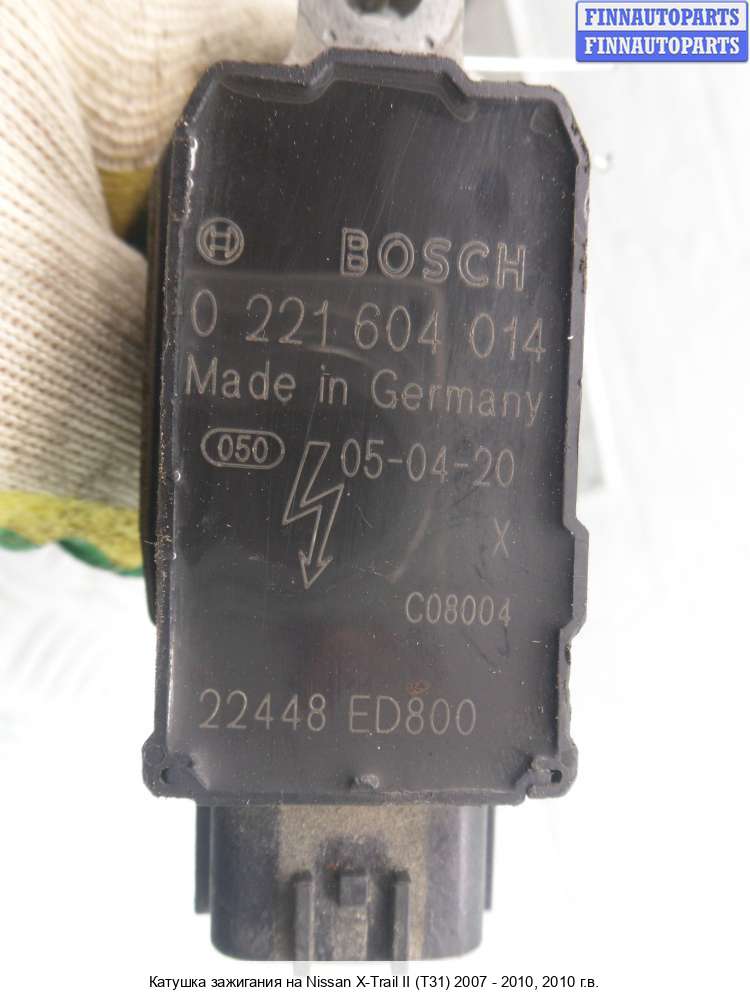 FINNAUTOPARTS
FINNAUTOPARTS
BOSCH
0 221 604 014
Made in Germany
050 05-04-20
X
C08004
22448 ED800
Катушка зажигания на Nissan X-Trail II (T31) 2007 - 2010, 2010 г.в.